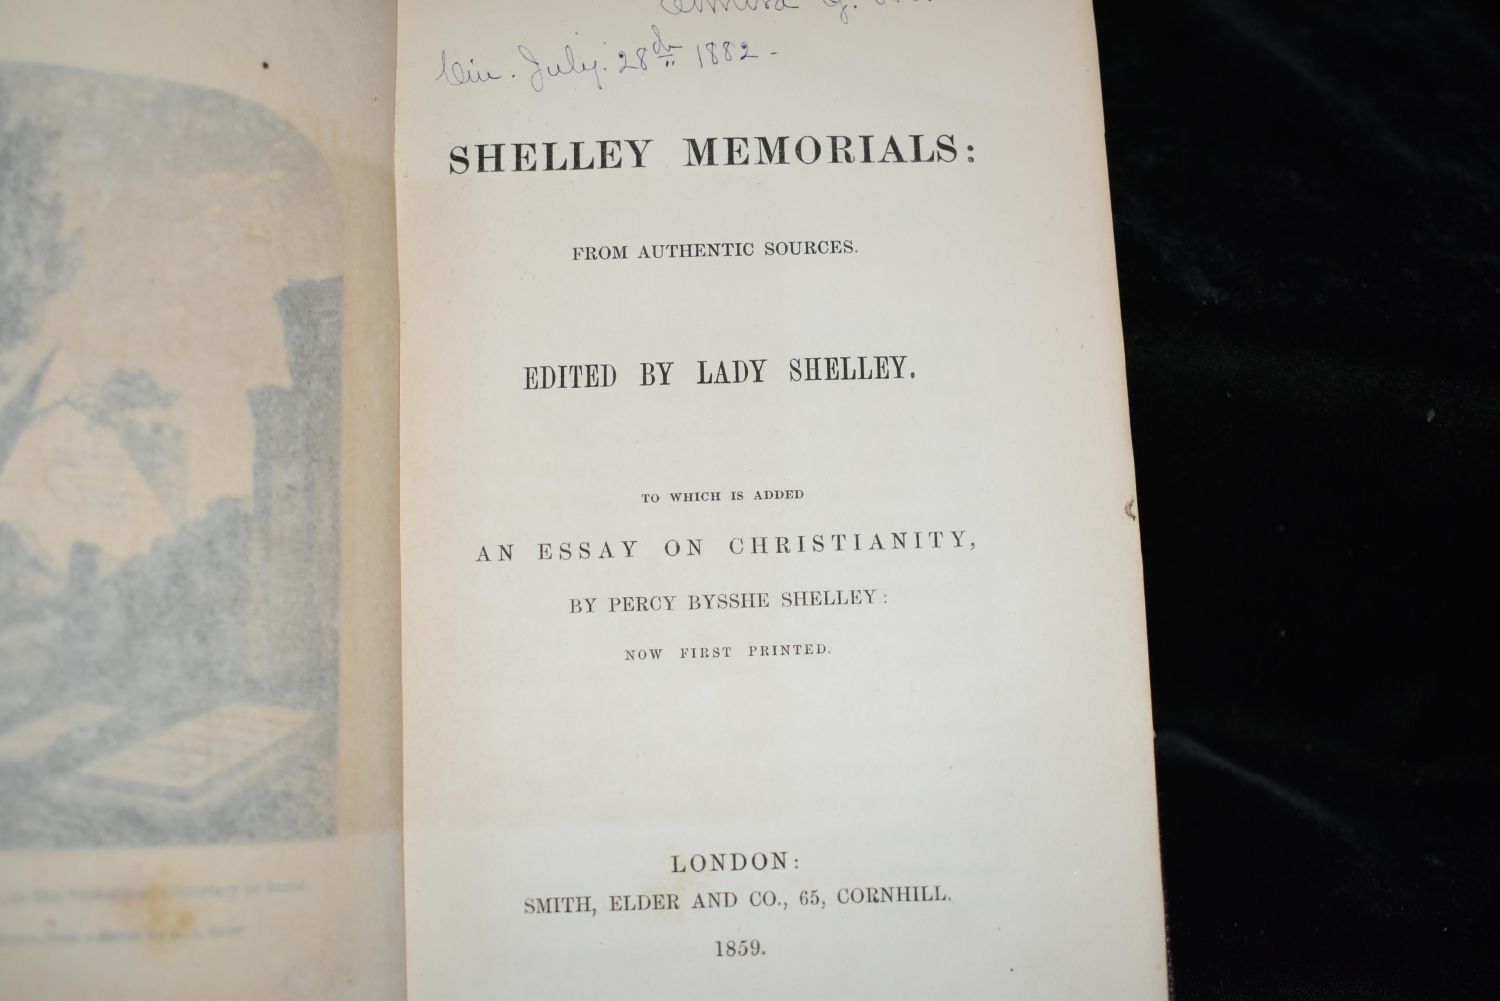 Cin. July. 28th 1882 -
SHELLEY MEMORIALS:
FROM AUTHENTIC SOURCES.
EDITED BY LADY SHELLEY.
TO WHICH IS ADDED
AN ESSAY ON CHRISTIANITY,
BY PERCY BYSSHE SHELLEY:
NOW FIRST PRINTED.
LONDON:
SMITH, ELDER AND CO., 65, CORNHILL.
1859.